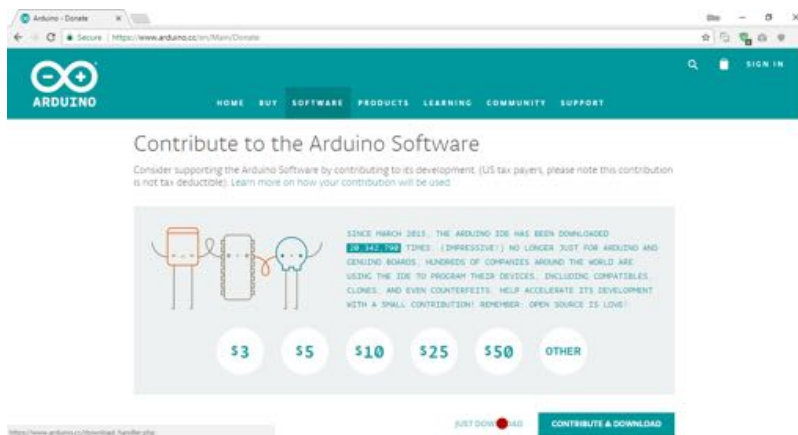 Arduino - Donate
Secure
https://www.arduino.cc/en/Main/Donate
SIGN IN
ARDUINO
HOME BUY SOFTWARE PRODUCTS LEARNING COMMUNITY SUPPORT
Contribute to the Arduino Software
Consider supporting the Arduino Software by contributing to its development. (US tax payers, please note this contribution
is not tax deductible). Learn more on how your contribution will be used.
SINCE MARCH 2015, THE ARDUINO IDE HAS BEEN DOWNLOADED
20,342,790 TIMES. (IMPRESSIVE!) NO LONGER JUST FOR ARDUINO AND
GENUINO BOARDS, HUNDREDS OF COMPANIES AROUND THE WORLD ARE
USING THE IDE TO PROGRAM THEIR DEVICES, INCLUDING COMPATIBLES,
CLONES, AND EVEN COUNTERFEITS. HELP ACCELERATE ITS DEVELOPMENT
WITH A SMALL CONTRIBUTION! REMEMBER: OPEN SOURCE IS LOVE!
$3 $5 $10 $25 $50 OTHER
JUST DOWNLOAD CONTRIBUTE & DOWNLOAD
https://www.arduino.cc/download_handler.php